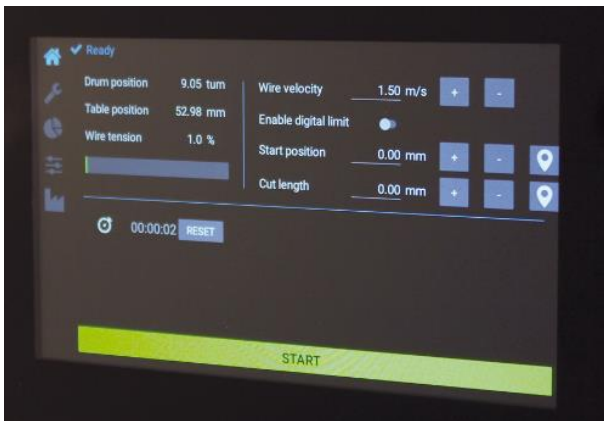 Ready
Drum position 9.05 turn
Table position 52.98 mm
Wire tension 1.0 %
Wire velocity 1.50 m/s + -
Enable digital limit
Start position 0.00 mm + -
Cut length 0.00 mm + -
00:00:02 RESET
START